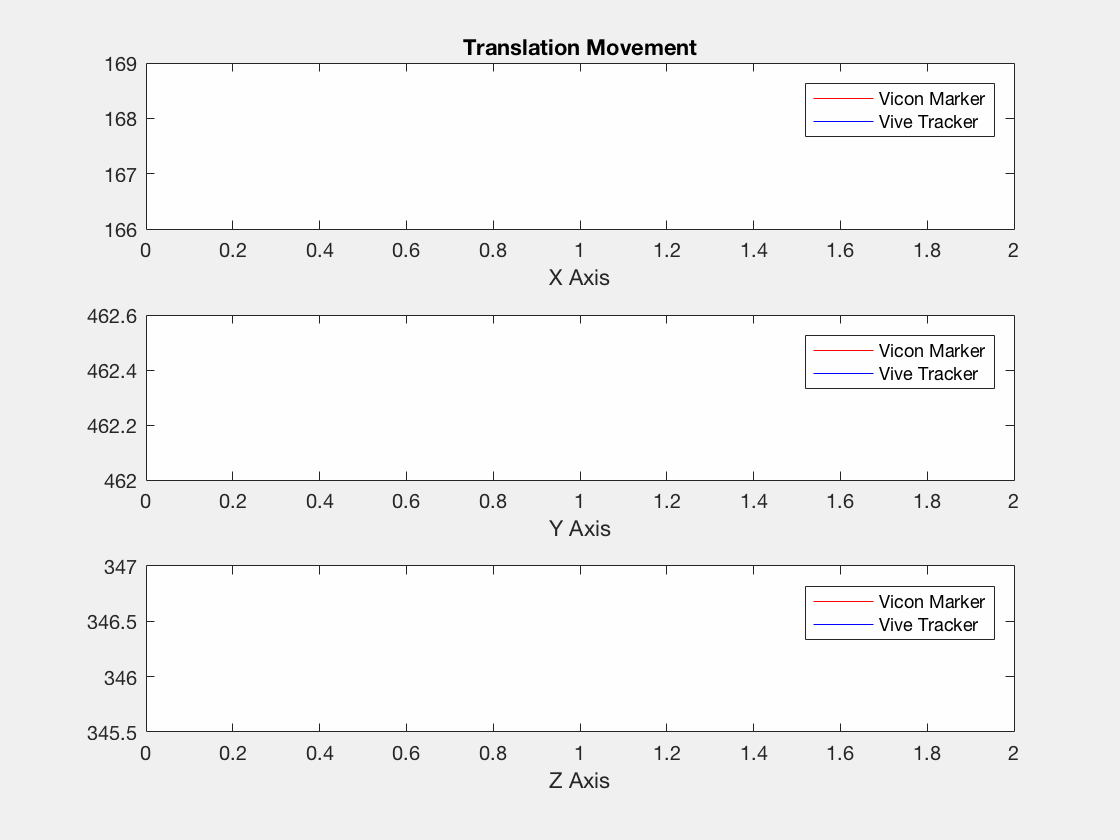 Translation Movement
169
168
167
166
Vicon Marker
Vive Tracker
0 0.2 0.4 0.6 0.8 1 1.2 1.4 1.6 1.8 2
X Axis
462.6
462.4
462.2
462
Vicon Marker
Vive Tracker
0 0.2 0.4 0.6 0.8 1 1.2 1.4 1.6 1.8 2
Y Axis
347
346.5
346
345.5
Vicon Marker
Vive Tracker
0 0.2 0.4 0.6 0.8 1 1.2 1.4 1.6 1.8 2
Z Axis